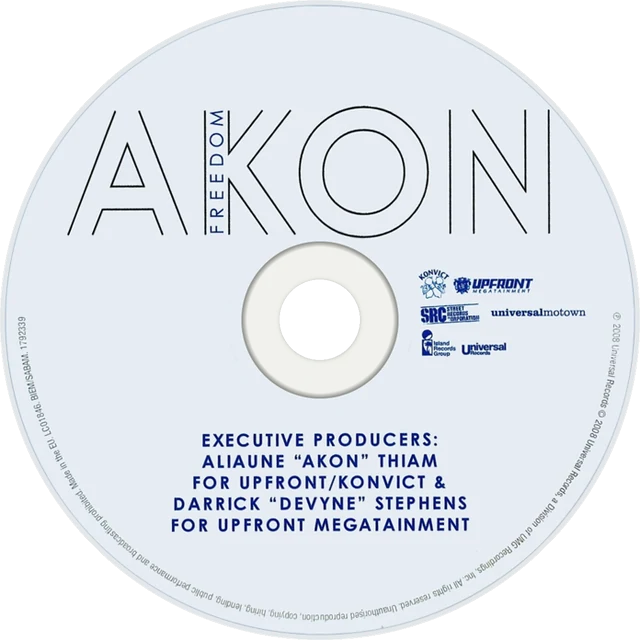 AKON
FREEDOM
KONVICT
UPFRONT
MEGATAINMENT
SRC STREET
RECORDS
CORPORATION
universalmotown
Island
Records
Group
Universal
Records
EXECUTIVE PRODUCERS:
ALIAUNE “AKON” THIAM
FOR UPFRONT/KONVICT &
DARRICK “DEVYNE” STEPHENS
FOR UPFRONT MEGATAINMENT
℗ 2008 Universal Records © 2008 Universal Records, a Division of UMG Recordings, Inc. All rights reserved. Unauthorised reproduction, copying, hiring, lending, public performance and broadcasting prohibited. Made in the EU. LC01846. BIEM/SABAM. 1792339